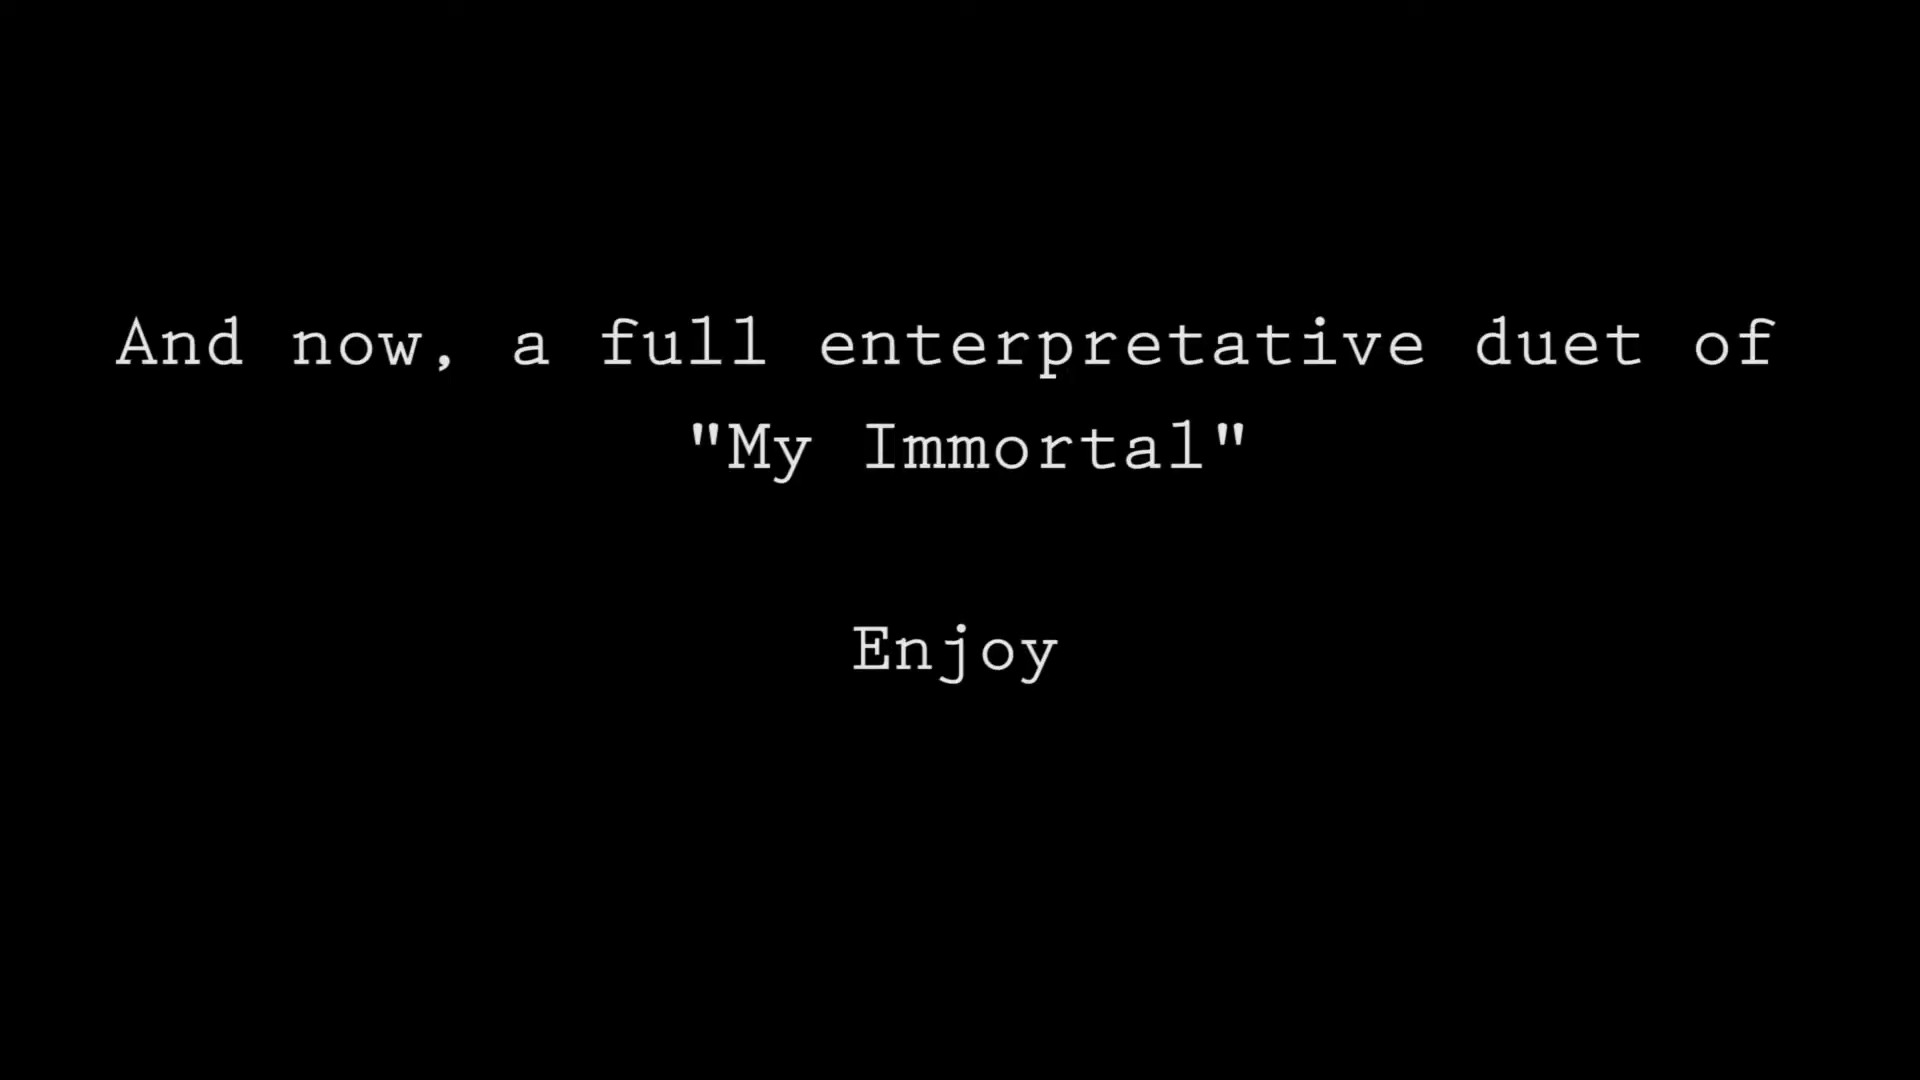 And now, a full enterpretative duet of
"My Immortal"
Enjoy